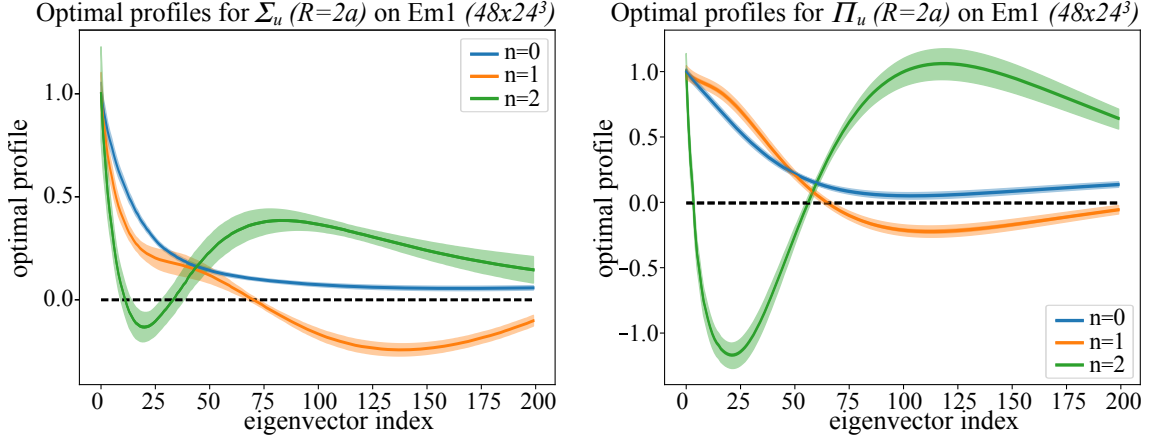 Optimal profiles for Σ_u (R=2a) on Em1 (48x24³)
n=0
n=1
n=2
1.0
0.5
0.0
optimal profile
0 25 50 75 100 125 150 175 200
eigenvector index
Optimal profiles for Π_u (R=2a) on Em1 (48x24³)
1.0
0.5
0.0
−0.5
−1.0
optimal profile
n=0
n=1
n=2
0 25 50 75 100 125 150 175 200
eigenvector index